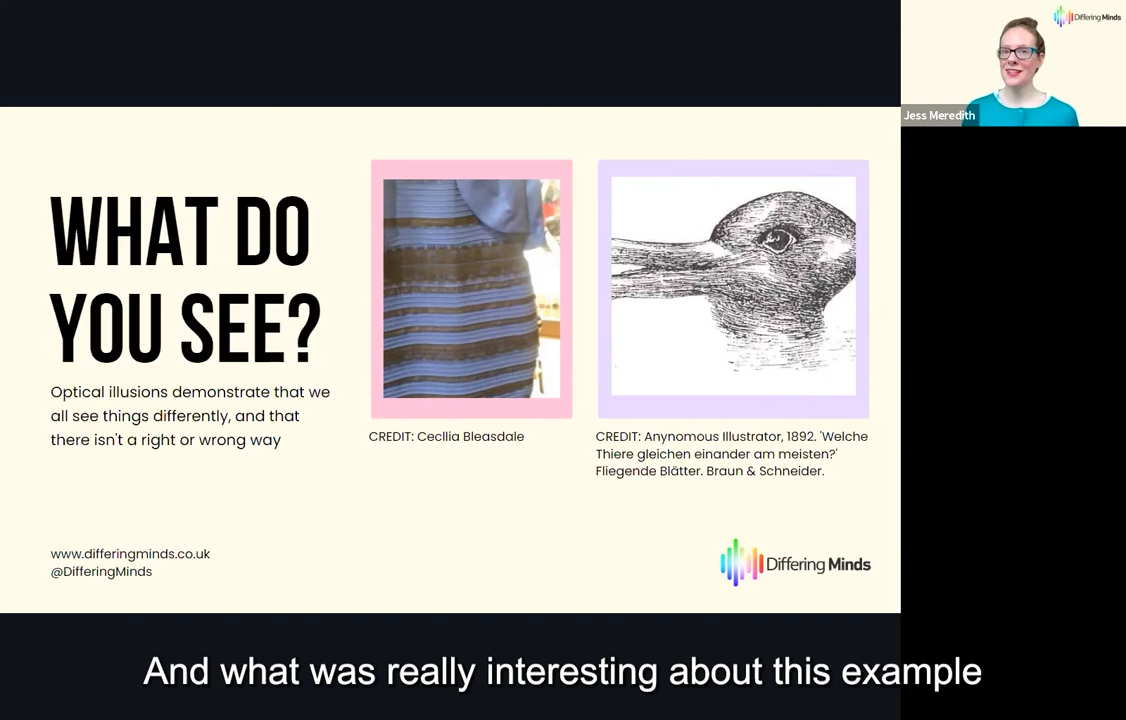 Differing Minds
Jess Meredith
WHAT DO
YOU SEE?
Optical illusions demonstrate that we
all see things differently, and that
there isn't a right or wrong way
CREDIT: Cecllia Bleasdale
CREDIT: Anynomous Illustrator, 1892. 'Welche
Thiere gleichen einander am meisten?'
Fliegende Blätter. Braun & Schneider.
www.differingminds.co.uk
@DifferingMinds
Differing Minds
And what was really interesting about this example